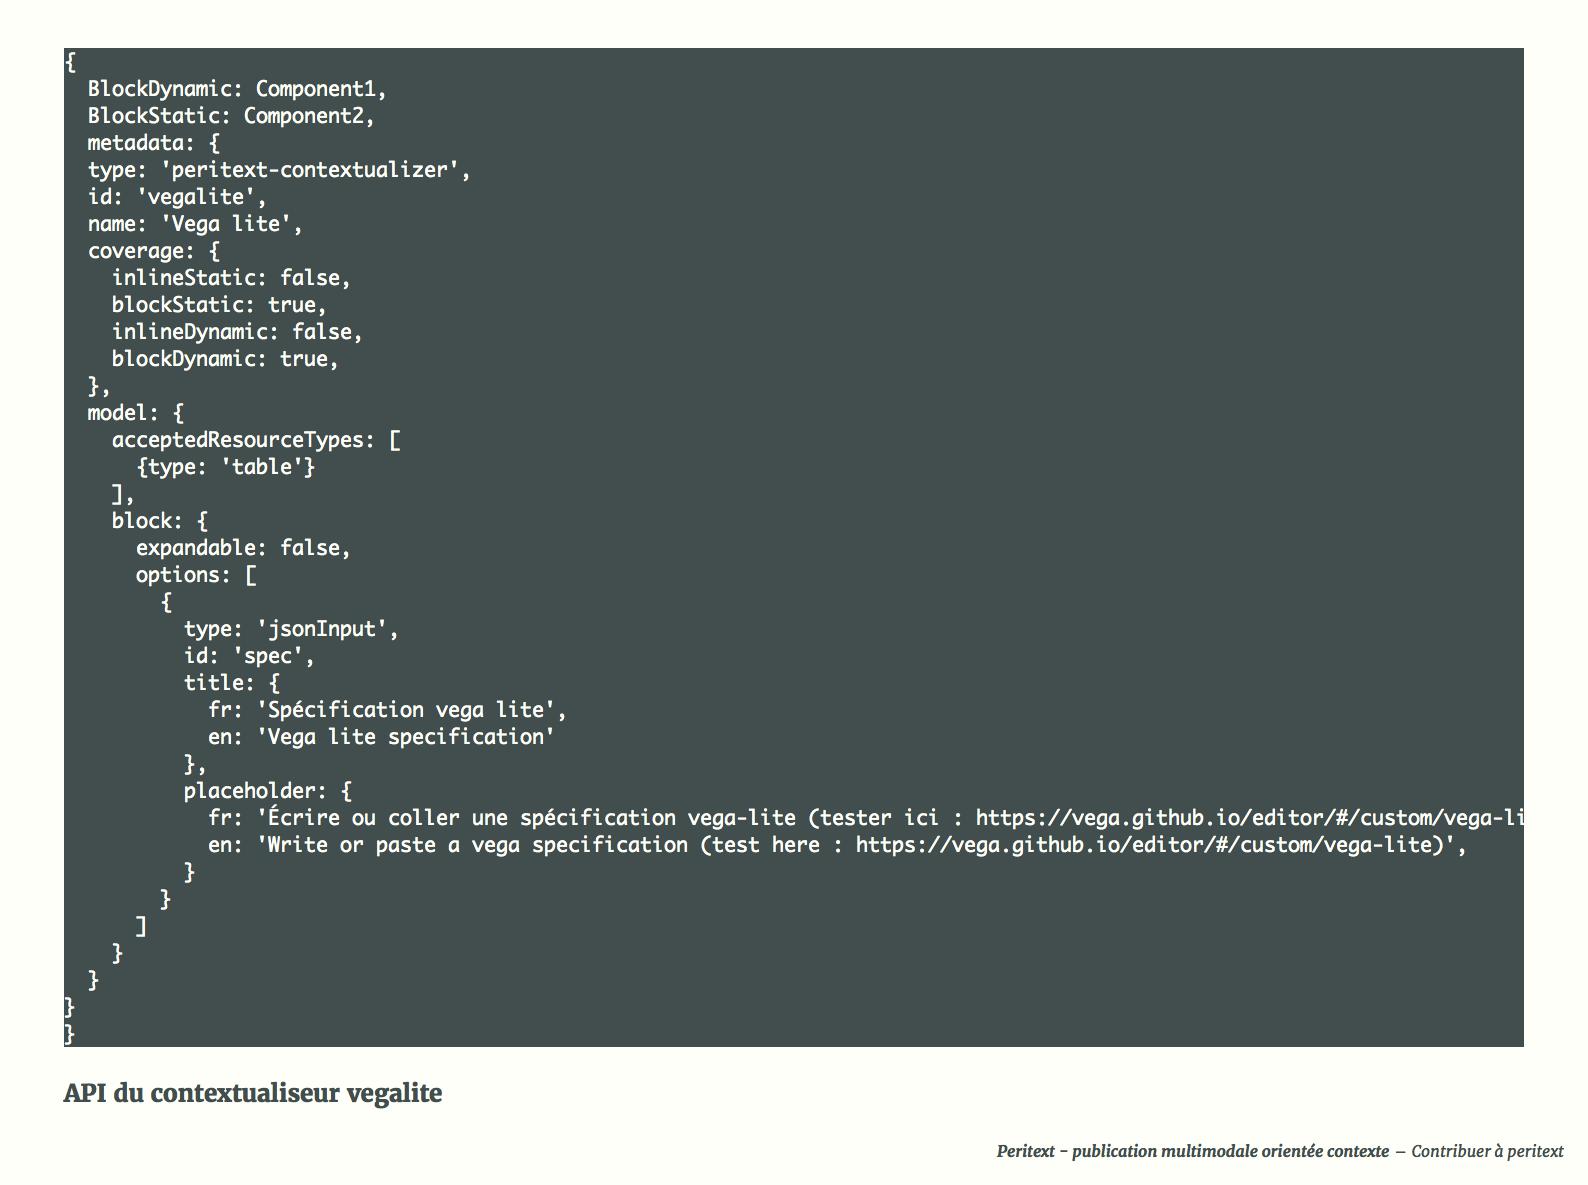 {
  BlockDynamic: Component1,
  BlockStatic: Component2,
  metadata: {
  type: 'peritext-contextualizer',
  id: 'vegalite',
  name: 'Vega lite',
  coverage: {
    inlineStatic: false,
    blockStatic: true,
    inlineDynamic: false,
    blockDynamic: true,
  },
  model: {
    acceptedResourceTypes: [
      {type: 'table'}
    ],
    block: {
      expandable: false,
      options: [
        {
          type: 'jsonInput',
          id: 'spec',
          title: {
            fr: 'Spécification vega lite',
            en: 'Vega lite specification'
          },
          placeholder: {
            fr: 'Écrire ou coller une spécification vega-lite (tester ici : https://vega.github.io/editor/#/custom/vega-li
            en: 'Write or paste a vega specification (test here : https://vega.github.io/editor/#/custom/vega-lite)',
          }
        }
      ]
    }
  }
}
}
API du contextualiseur vegalite
Peritext - publication multimodale orientée contexte – Contribuer à peritext